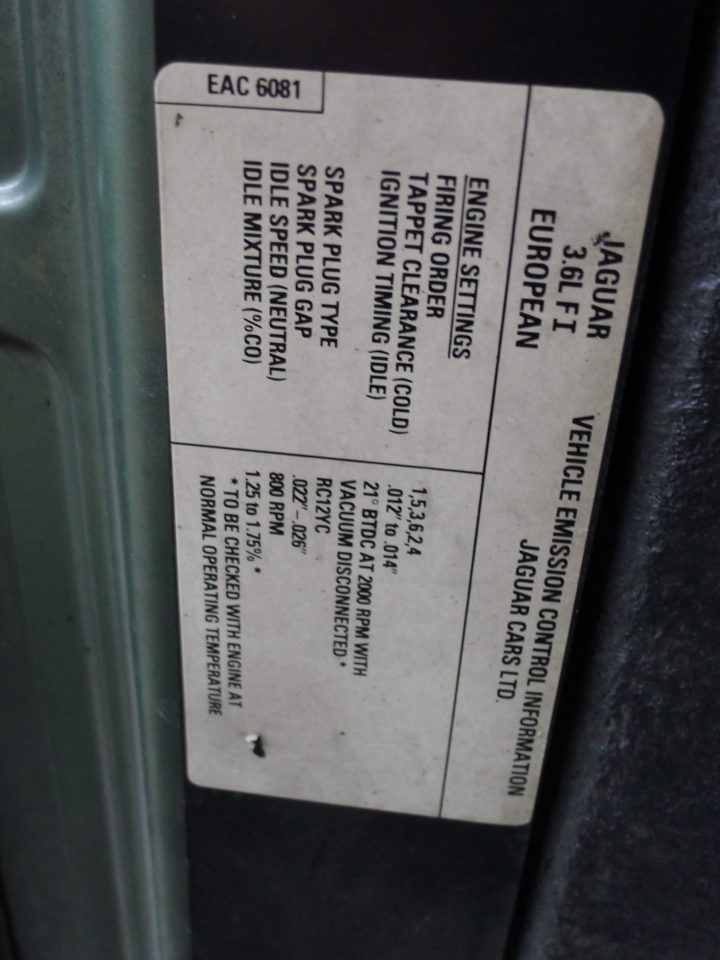 JAGUAR
3.6L F I
EUROPEAN
VEHICLE EMISSION CONTROL INFORMATION
JAGUAR CARS LTD.
ENGINE SETTINGS
FIRING ORDER 1,5,3,6,2,4
TAPPET CLEARANCE (COLD) .012" to .014"
IGNITION TIMING (IDLE) 21° BTDC AT 2000 RPM WITH
VACUUM DISCONNECTED.*
SPARK PLUG TYPE RC12YC
SPARK PLUG GAP .022"–.026"
IDLE SPEED (NEUTRAL) 800 RPM
IDLE MIXTURE (%CO) 1.25 to 1.75% *
* TO BE CHECKED WITH ENGINE AT
NORMAL OPERATING TEMPERATURE
EAC 6081